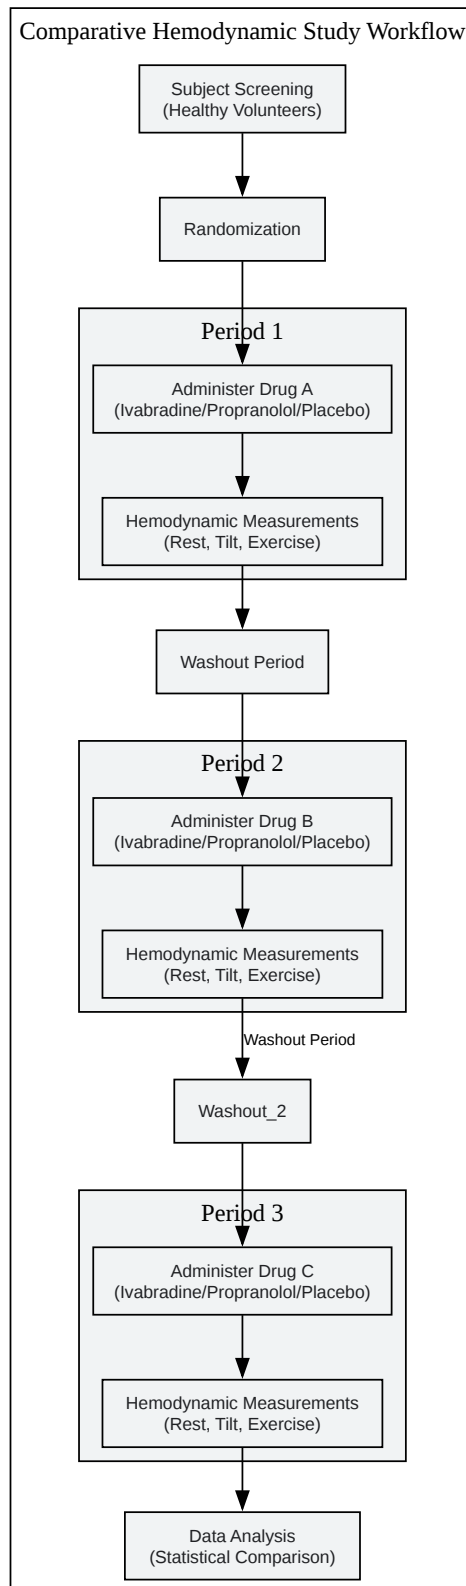 Comparative Hemodynamic Study Workflow
Subject Screening
(Healthy Volunteers)
Randomization
Period 1
Administer Drug A
(Ivabradine/Propranolol/Placebo)
Hemodynamic Measurements
(Rest, Tilt, Exercise)
Washout Period
Period 2
Administer Drug B
(Ivabradine/Propranolol/Placebo)
Hemodynamic Measurements
(Rest, Tilt, Exercise)
Washout Period
Washout_2
Period 3
Administer Drug C
(Ivabradine/Propranolol/Placebo)
Hemodynamic Measurements
(Rest, Tilt, Exercise)
Data Analysis
(Statistical Comparison)